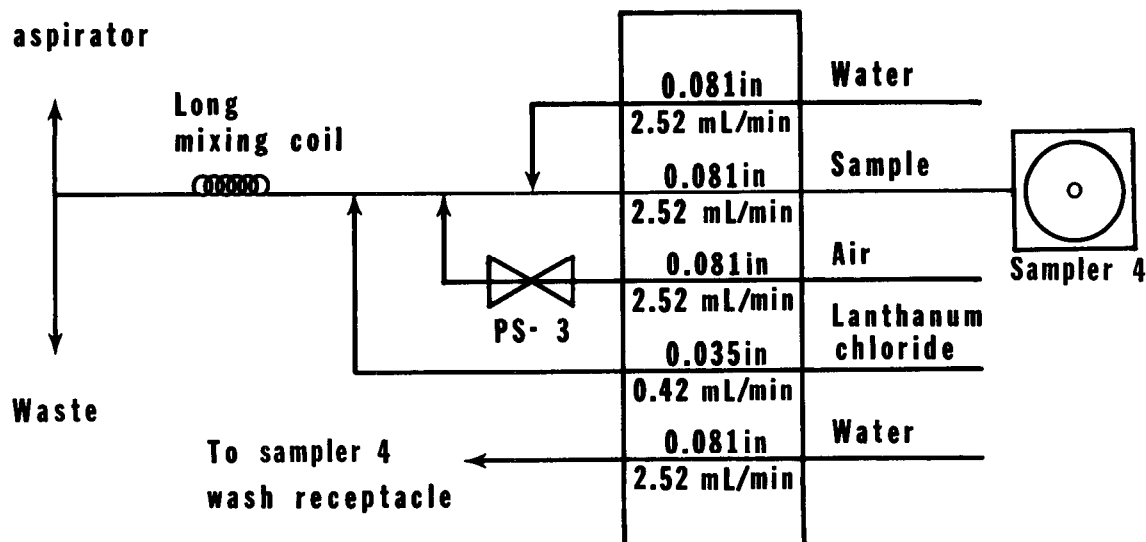 aspirator
Long
mixing coil
Waste
To sampler 4
wash receptacle
PS- 3
0.081in
2.52 mL/min
0.081in
2.52 mL/min
0.081in
2.52 mL/min
0.035in
0.42 mL/min
0.081in
2.52 mL/min
Water
Sample
Air
Lanthanum
chloride
Water
Sampler 4